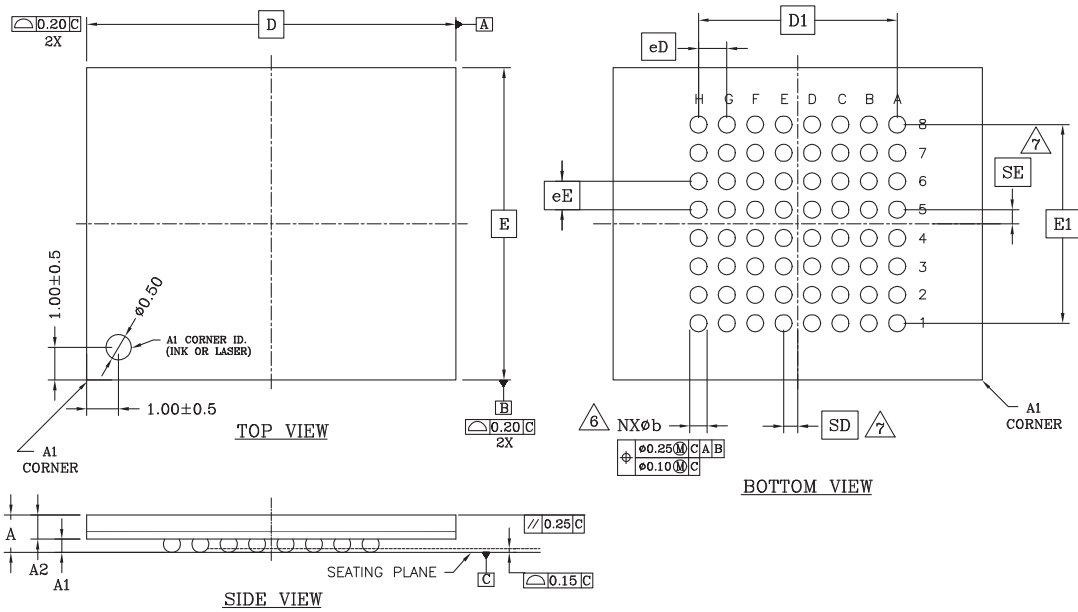 ⌓ 0.20 C
2X
D
A
E
1.00±0.5
ø0.50
A1 CORNER ID.
(INK OR LASER)
1.00±0.5
A1
CORNER
TOP VIEW
B
⌓ 0.20 C
2X
D1
eD
H G F E D C B A
8
7
6
5
4
3
2
1
7
SE
eE
E1
6 NXøb
⌖ ø0.25Ⓜ C A B
ø0.10Ⓜ C
SD 7
A1
CORNER
BOTTOM VIEW
A
A2
A1
// 0.25 C
SEATING PLANE
C
⌓ 0.15 C
SIDE VIEW